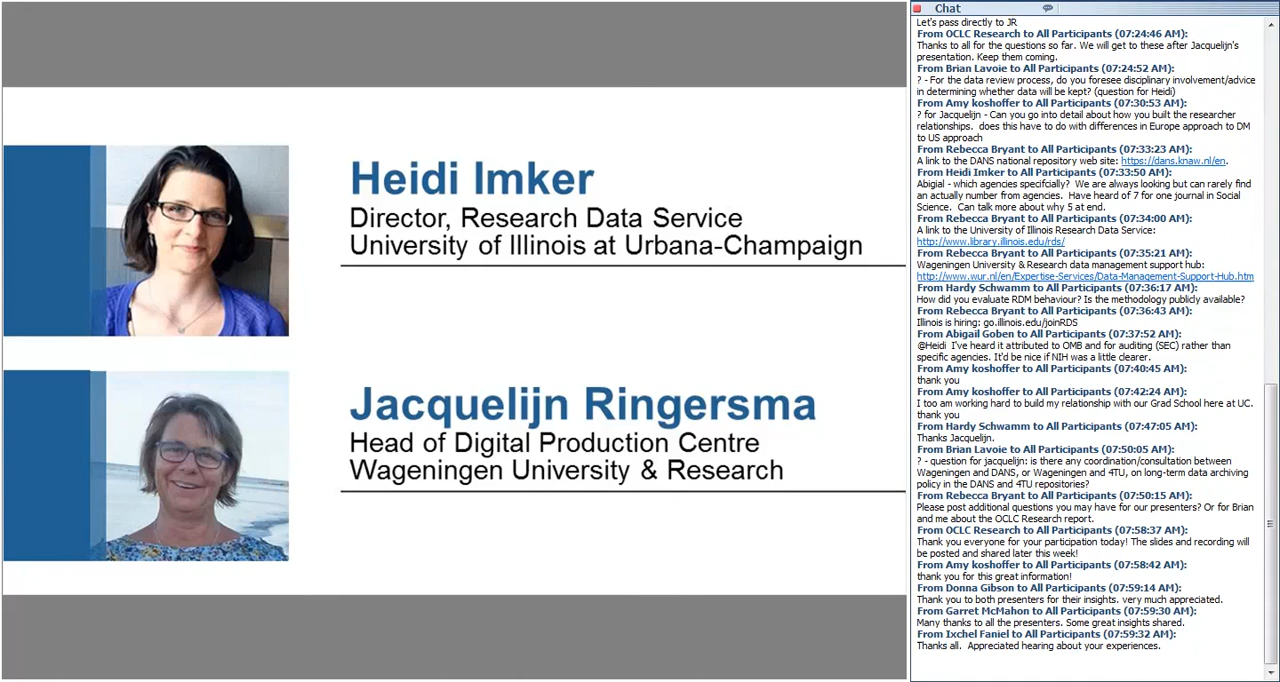 Heidi Imker
Director, Research Data Service
University of Illinois at Urbana-Champaign
Jacquelijn Ringersma
Head of Digital Production Centre
Wageningen University & Research
Chat
Let's pass directly to JR
From OCLC Research to All Participants (07:24:46 AM):
Thanks to all for the questions so far. We will get to these after Jacquelijn's
presentation. Keep them coming.
From Brian Lavoie to All Participants (07:24:52 AM):
? - For the data review process, do you foresee disciplinary involvement/advice
in determining whether data will be kept? (question for Heidi)
From Amy koshoffer to All Participants (07:30:53 AM):
? for Jacquelijn - Can you go into detail about how you built the researcher
relationships. does this have to do with differences in Europe approach to DM
to US approach
From Rebecca Bryant to All Participants (07:33:23 AM):
A link to the DANS national repository web site: https://dans.knaw.nl/en.
From Heidi Imker to All Participants (07:33:50 AM):
Abigial - which agencies specifcially? We are always looking but can rarely find
an actually number from agencies. Have heard of 7 for one journal in Social
Science. Can talk more about why 5 at end.
From Rebecca Bryant to All Participants (07:34:00 AM):
A link to the University of Illinois Research Data Service:
http://www.library.illinois.edu/rds/
From Rebecca Bryant to All Participants (07:35:21 AM):
Wageningen University & Research data management support hub:
http://www.wur.nl/en/Expertise-Services/Data-Management-Support-Hub.htm
From Hardy Schwamm to All Participants (07:36:17 AM):
How did you evaluate RDM behaviour? Is the methodology publicly available?
From Rebecca Bryant to All Participants (07:36:43 AM):
Illinois is hiring: go.illinois.edu/joinRDS
From Abigail Goben to All Participants (07:37:52 AM):
@Heidi I've heard it attributed to OMB and for auditing (SEC) rather than
specific agencies. It'd be nice if NIH was a little clearer.
From Amy koshoffer to All Participants (07:40:45 AM):
thank you
From Amy koshoffer to All Participants (07:42:24 AM):
I too am working hard to build my relationship with our Grad School here at UC.
thank you
From Hardy Schwamm to All Participants (07:47:05 AM):
Thanks Jacquelijn.
From Brian Lavoie to All Participants (07:50:05 AM):
? - question for jacquelijn: is there any coordination/consultation between
Wageningen and DANS, or Wageningen and 4TU, on long-term data archiving
policy in the DANS and 4TU repositories?
From Rebecca Bryant to All Participants (07:50:15 AM):
Please post additional questions you may have for our presenters? Or for Brian
and me about the OCLC Research report.
From OCLC Research to All Participants (07:58:37 AM):
Thank you everyone for your participation today! The slides and recording will
be posted and shared later this week!
From Amy koshoffer to All Participants (07:58:42 AM):
thank you for this great information!
From Donna Gibson to All Participants (07:59:14 AM):
Thank you to both presenters for their insights. very much appreciated.
From Garret McMahon to All Participants (07:59:30 AM):
Many thanks to all the presenters. Some great insights shared.
From Ixchel Faniel to All Participants (07:59:32 AM):
Thanks all. Appreciated hearing about your experiences.